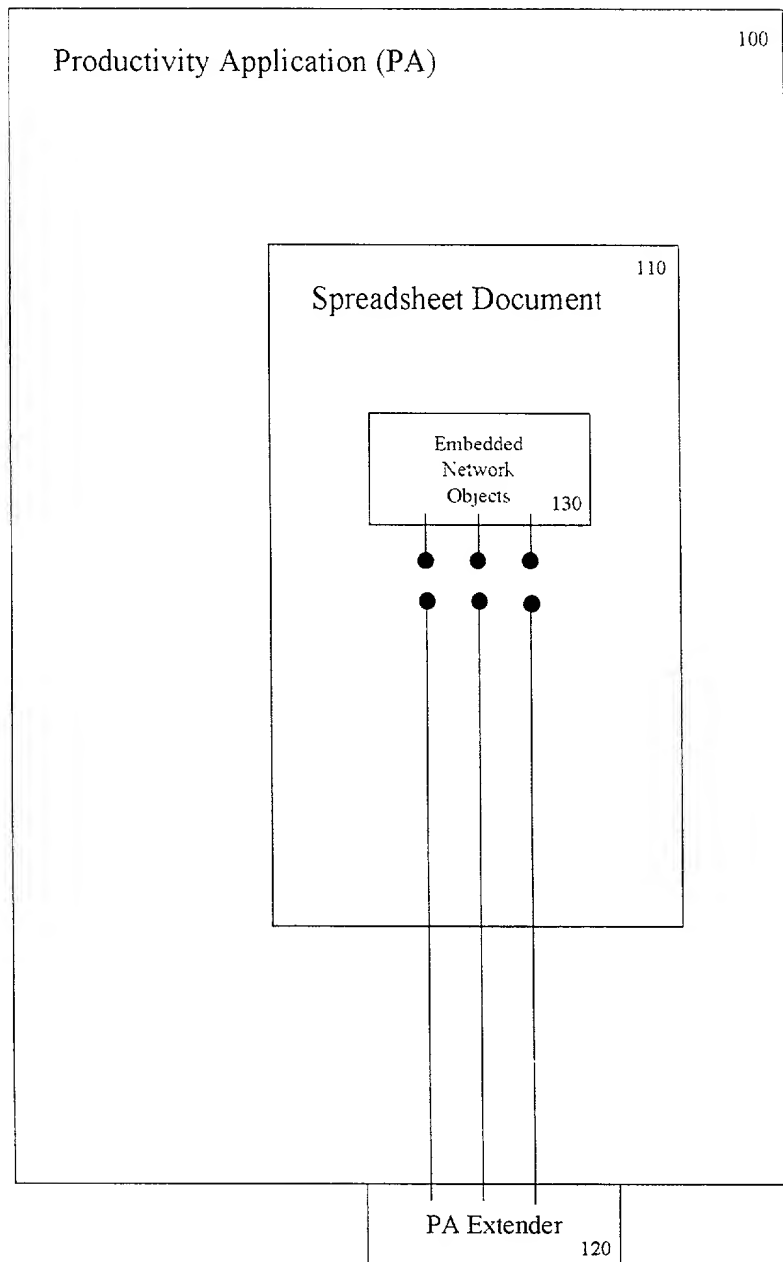 100
Productivity Application (PA)
110
Spreadsheet Document
Embedded
Network
Objects
130
PA Extender
120